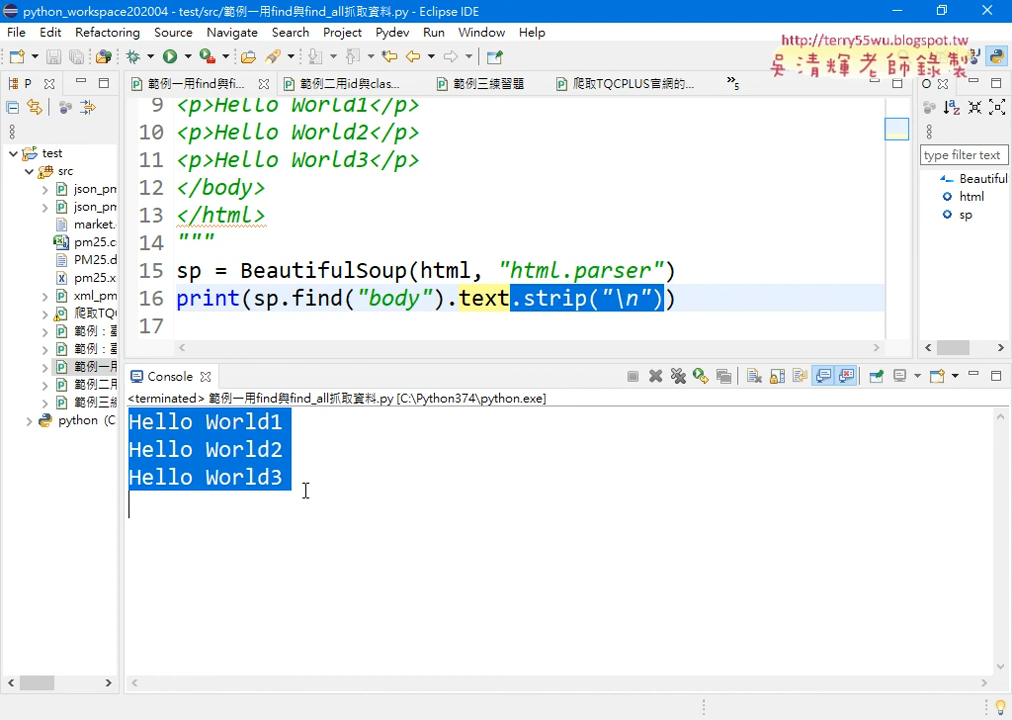 python_workspace202004 - test/src/範例一用find與find_all抓取資料.py - Eclipse IDE
File Edit Refactoring Source Navigate Search Project Pydev Run Window Help
http://terry55wu.blogspot.tw
吳清輝老師錄製
P
範例一用find與fi...
範例二用id與clas...
範例三練習題
爬取TQCPLUS官網的...
»5
O
test
src
json_pm
json_pm
market.
pm25.c
PM25.d
pm25.x
xml_pm
爬取TQ
範例：臺
範例：臺
範例一用
範例二用
範例三練
python (C
9 <p>Hello World1</p>
10 <p>Hello World2</p>
11 <p>Hello World3</p>
12 </body>
13 </html>
14 """
15 sp = BeautifulSoup(html, "html.parser")
16 print(sp.find("body").text.strip("\n"))
17
type filter text
Beautiful
html
sp
Console
<terminated> 範例一用find與find_all抓取資料.py [C:\Python374\python.exe]
Hello World1
Hello World2
Hello World3